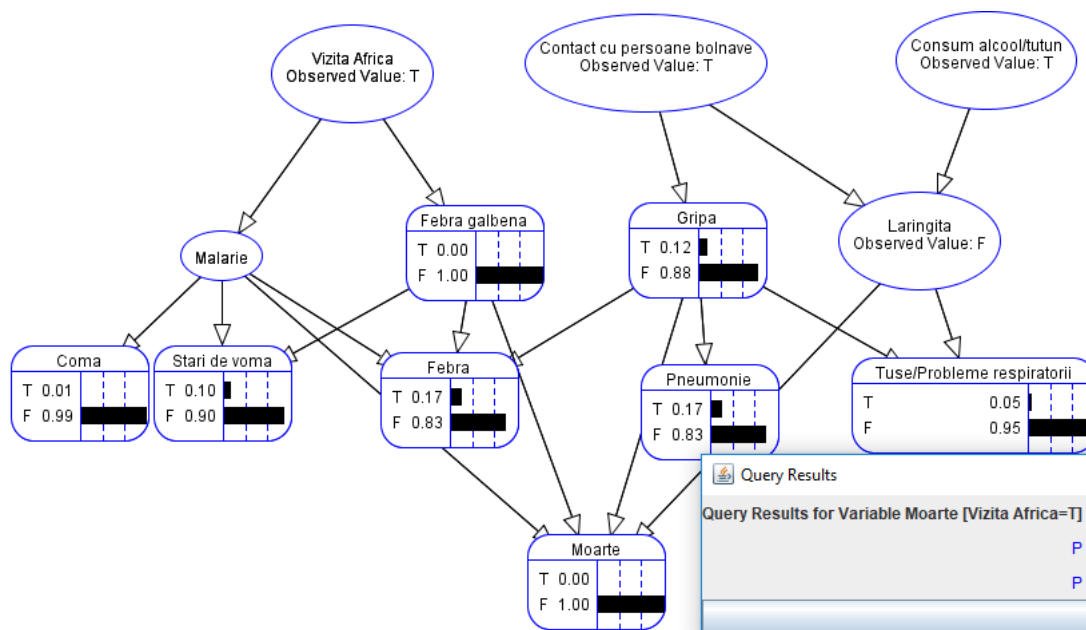 Vizita Africa
Observed Value: T
Contact cu persoane bolnave
Observed Value: T
Consum alcool/tutun
Observed Value: T
Malarie
Febra galbena
T 0.00
F 1.00
Gripa
T 0.12
F 0.88
Laringita
Observed Value: F
Coma
T 0.01
F 0.99
Stari de voma
T 0.10
F 0.90
Febra
T 0.17
F 0.83
Pneumonie
T 0.17
F 0.83
Tuse/Probleme respiratorii
T 0.05
F 0.95
Moarte
T 0.00
F 1.00
Query Results
Query Results for Variable Moarte [Vizita Africa=T]
P
P